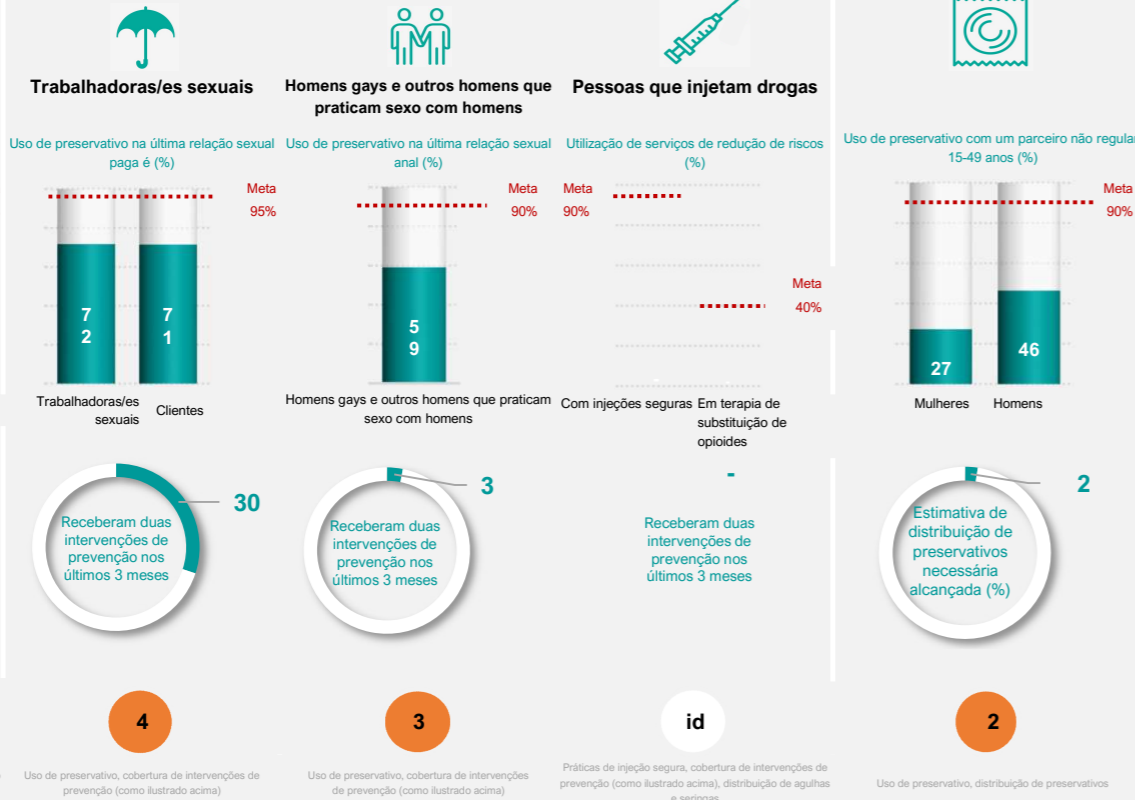 Trabalhadoras/es sexuais
Uso de preservativo na última relação sexual
paga é (%)
Meta
95%
7
2
7
1
Trabalhadoras/es
sexuais
Clientes
30
Receberam duas
intervenções de
prevenção nos
últimos 3 meses
4
Uso de preservativo, cobertura de intervenções de
prevenção (como ilustrado acima)
Homens gays e outros homens que
praticam sexo com homens
Uso de preservativo na última relação sexual
anal (%)
Meta
90%
5
9
Homens gays e outros homens que praticam
sexo com homens
3
Receberam duas
intervenções de
prevenção nos
últimos 3 meses
3
Uso de preservativo, cobertura de intervenções
de prevenção (como ilustrado acima)
Pessoas que injetam drogas
Utilização de serviços de redução de riscos
(%)
Meta
90%
Meta
40%
Com injeções seguras
Em terapia de
substituição de
opioides
-
Receberam duas
intervenções de
prevenção nos
últimos 3 meses
id
Práticas de injeção segura, cobertura de intervenções de
prevenção (como ilustrado acima), distribuição de agulhas
e seringas
Uso de preservativo com um parceiro não regular
15-49 anos (%)
Meta
90%
27
46
Mulheres
Homens
2
Estimativa de
distribuição de
preservativos
necessária
alcançada (%)
2
Uso de preservativo, distribuição de preservativos